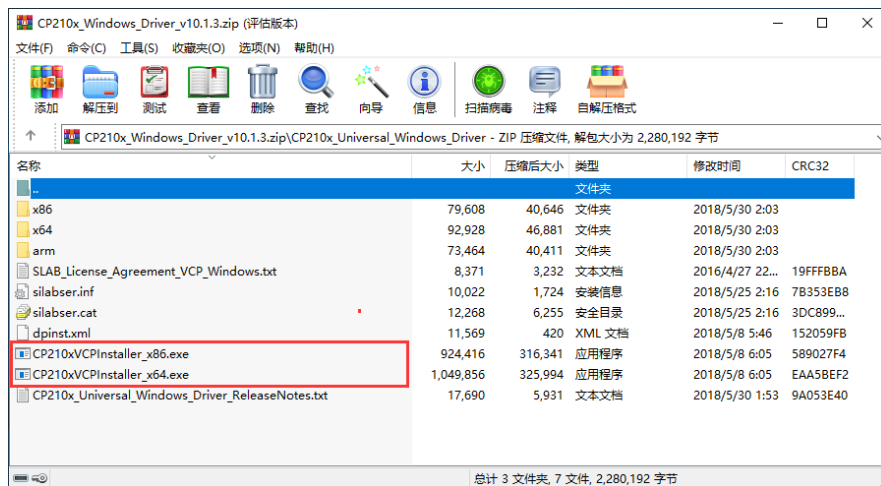 CP210x_Windows_Driver_v10.1.3.zip (评估版本)
文件(F) 命令(C) 工具(S) 收藏夹(O) 选项(N) 帮助(H)
添加 解压到 测试 查看 删除 查找 向导 信息 扫描病毒 注释 自解压格式
CP210x_Windows_Driver_v10.1.3.zip\CP210x_Universal_Windows_Driver - ZIP 压缩文件, 解包大小为 2,280,192 字节
名称 大小 压缩后大小 类型 修改时间 CRC32
.. 文件夹
x86 79,608 40,646 文件夹 2018/5/30 2:03
x64 92,928 46,881 文件夹 2018/5/30 2:03
arm 73,464 40,411 文件夹 2018/5/30 2:03
SLAB_License_Agreement_VCP_Windows.txt 8,371 3,232 文本文档 2016/4/27 22... 19FFFBBA
silabser.inf 10,022 1,724 安装信息 2018/5/25 2:16 7B353EB8
silabser.cat 12,268 6,255 安全目录 2018/5/25 2:16 3DC899...
dpinst.xml 11,569 420 XML 文档 2018/5/8 5:46 152059FB
CP210xVCPInstaller_x86.exe 924,416 316,341 应用程序 2018/5/8 6:05 589027F4
CP210xVCPInstaller_x64.exe 1,049,856 325,994 应用程序 2018/5/8 6:05 EAA5BEF2
CP210x_Universal_Windows_Driver_ReleaseNotes.txt 17,690 5,931 文本文档 2018/5/30 1:53 9A053E40
总计 3 文件夹, 7 文件, 2,280,192 字节